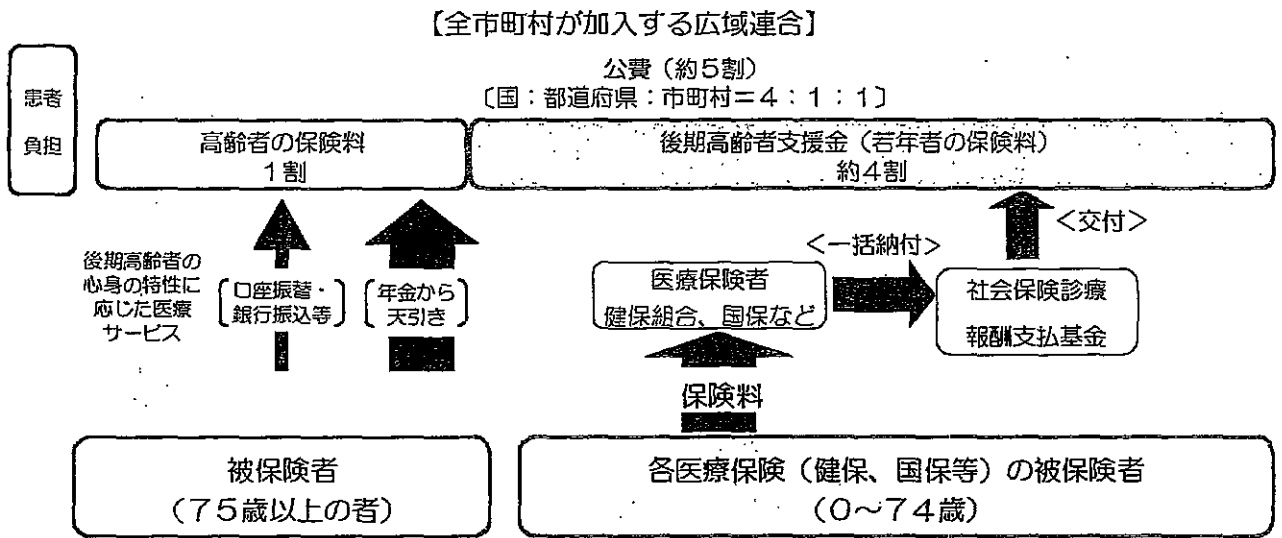 【全市町村が加入する広域連合】
患者
負担
公費（約5割）
〔国：都道府県：市町村＝4：1：1〕
高齢者の保険料
1割
後期高齢者支援金（若年者の保険料）
約4割
後期高齢者の
心身の特性に
応じた医療
サービス
口座振替・
銀行振込等
年金から
天引き
医療保険者
健保組合、国保など
＜一括納付＞
＜交付＞
社会保険診療
報酬支払基金
保険料
被保険者
（75歳以上の者）
各医療保険（健保、国保等）の被保険者
（0～74歳）